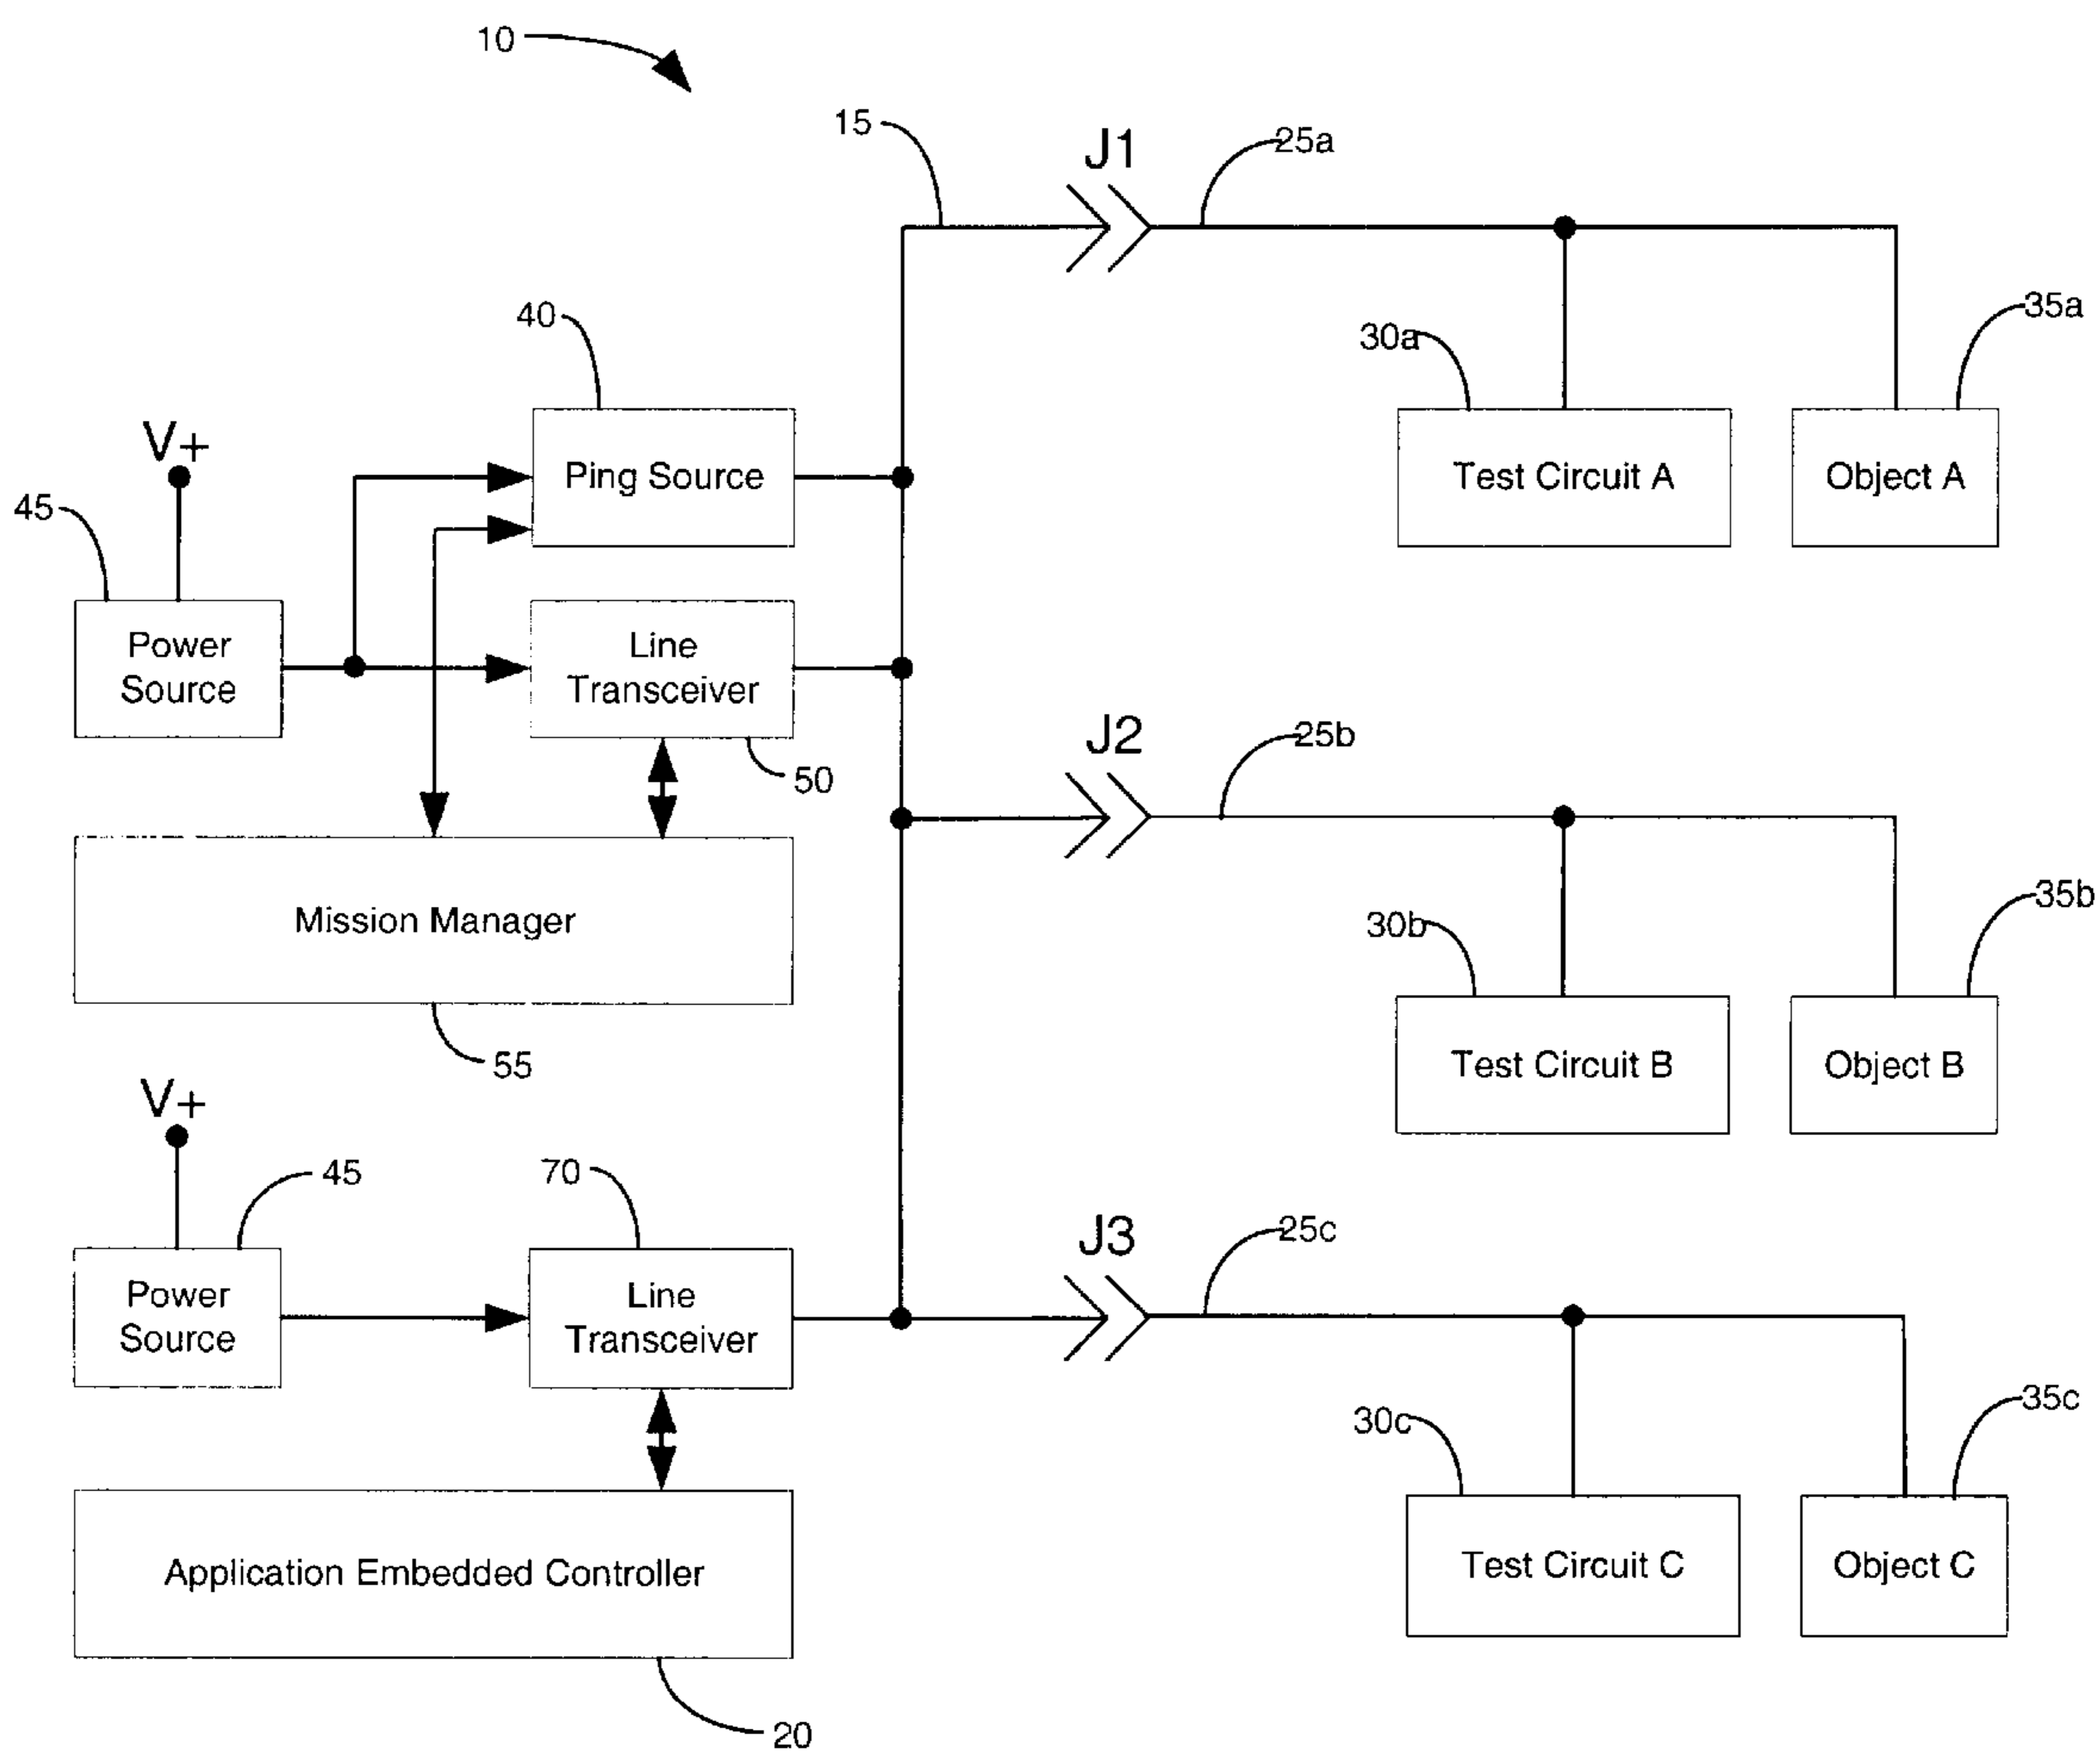 10
15
J1
25a
40
30a
35a
V+
Ping Source
Test Circuit A
Object A
45
Power
Source
Line
Transceiver
50
J2
25b
Mission Manager
30b
35b
55
Test Circuit B
Object B
V+
45
70
J3
25c
Power
Source
Line
Transceiver
30c
35c
Application Embedded Controller
Test Circuit C
Object C
20